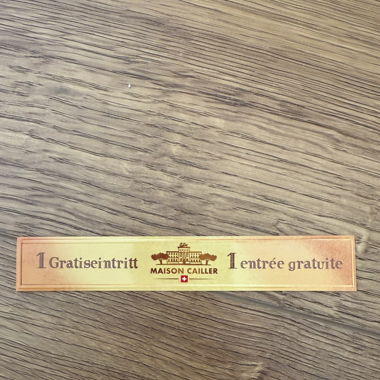 1 Gratiseintritt
MAISON CAILLER
1 entrée gratuite